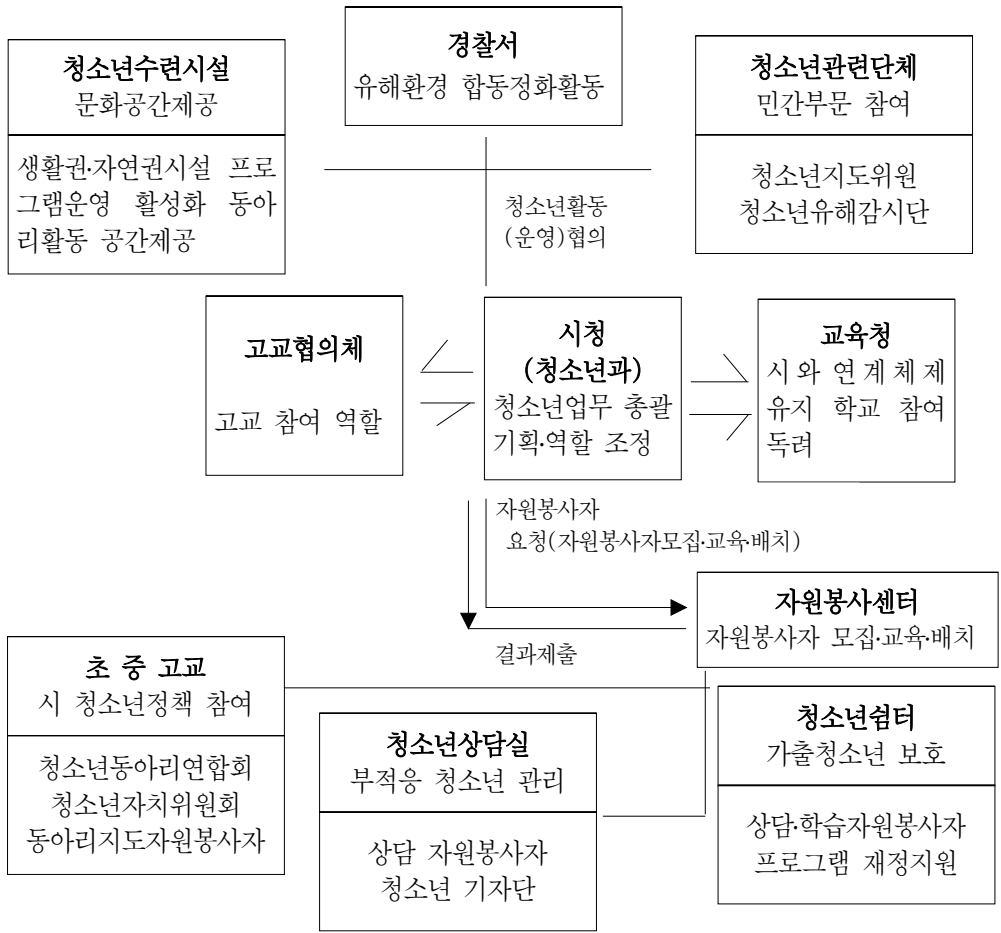 청소년수련시설
문화공간제공
생활권·자연권시설 프로
그램운영 활성화 동아
리활동 공간제공
경찰서
유해환경 합동정화활동
청소년관련단체
민간부문 참여
청소년지도위원
청소년유해감시단
청소년활동
(운영)협의
고교협의체
고교 참여 역할
시청
(청소년과)
청소년업무 총괄
기획·역할 조정
교육청
시와 연계체제
유지 학교 참여
독려
자원봉사자
요청(자원봉사자모집·교육·배치)
자원봉사센터
자원봉사자 모집·교육·배치
결과제출
초 중 고교
시 청소년정책 참여
청소년동아리연합회
청소년자치위원회
동아리지도자원봉사자
청소년상담실
부적응 청소년 관리
상담 자원봉사자
청소년 기자단
청소년쉼터
가출청소년 보호
상담·학습자원봉사자
프로그램 재정지원